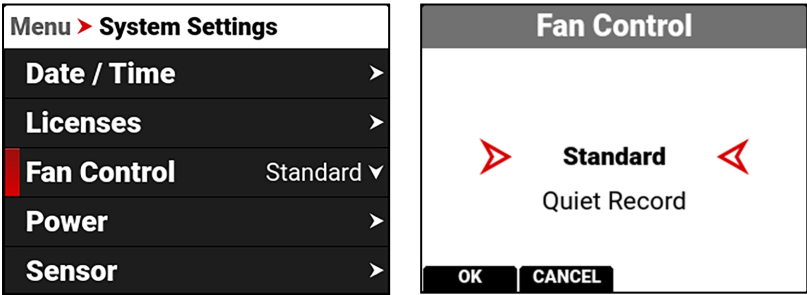 Menu > System Settings
Date / Time
Licenses
Fan Control Standard
Power
Sensor
Fan Control
Standard
Quiet Record
OK CANCEL